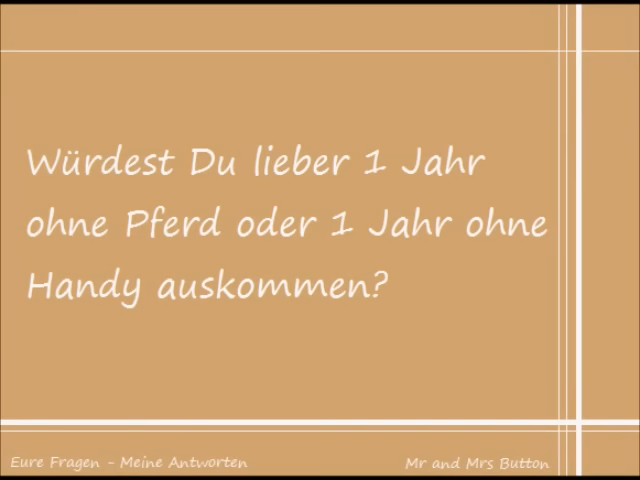 Würdest Du lieber 1 Jahr
ohne Pferd oder 1 Jahr ohne
Handy auskommen?
Eure Fragen - Meine Antworten
Mr and Mrs Button